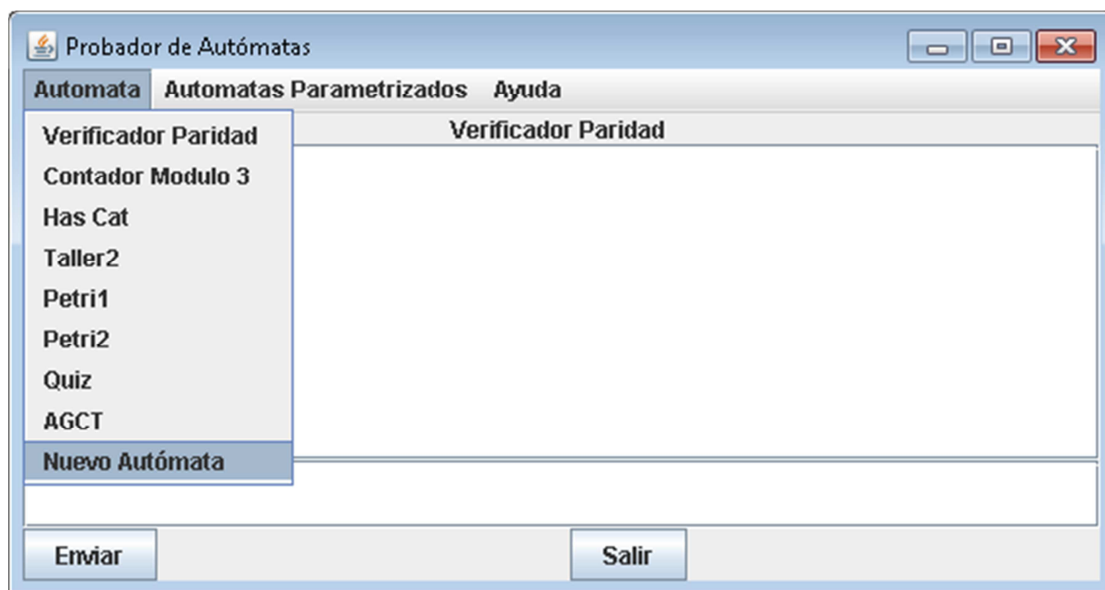 Probador de Autómatas
Automata Automatas Parametrizados Ayuda
Verificador Paridad
Verificador Paridad
Contador Modulo 3
Has Cat
Taller2
Petri1
Petri2
Quiz
AGCT
Nuevo Autómata
Enviar Salir